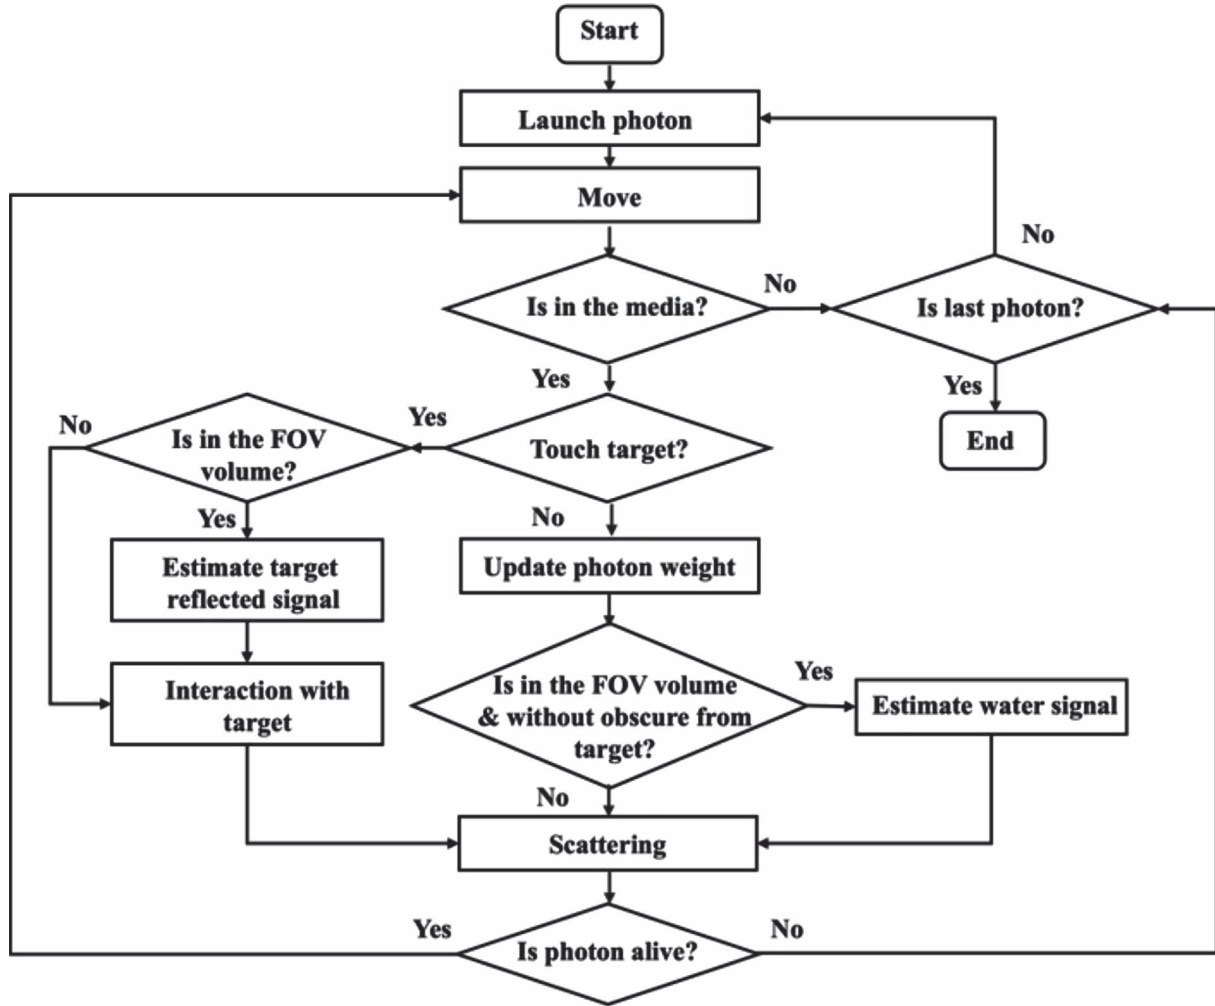 Start
Launch photon
Move
No
Is in the media?
No
Is last photon?
Yes
Yes
End
No
Yes
Is in the FOV
volume?
Touch target?
Yes
No
Estimate target
reflected signal
Update photon weight
Yes
Interaction with
target
Is in the FOV volume
& without obscure from
target?
Estimate water signal
No
Scattering
Yes
No
Is photon alive?